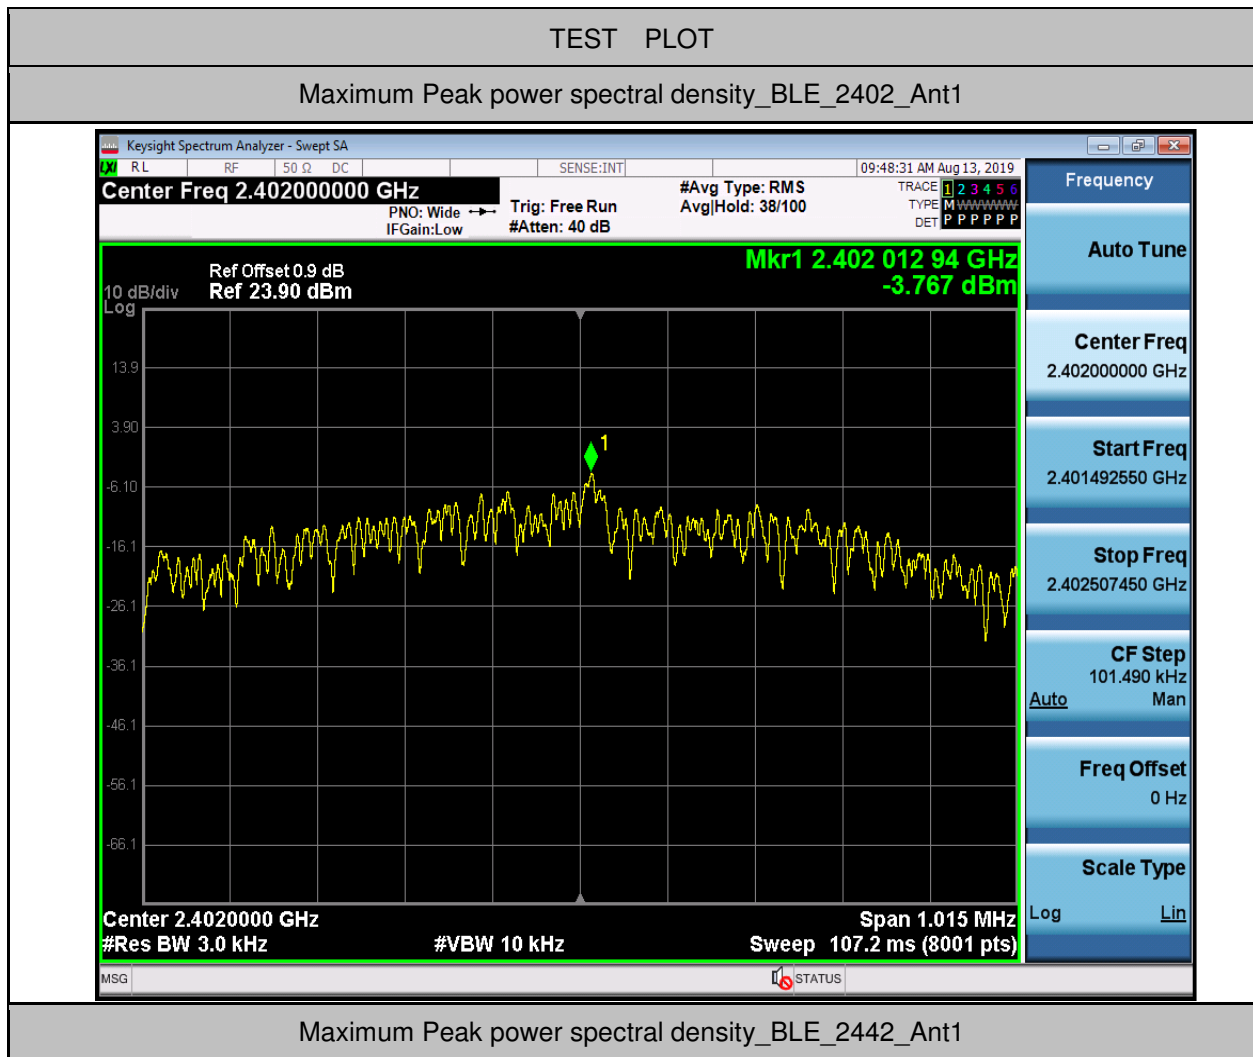 TEST PLOT
Maximum Peak power spectral density_BLE_2402_Ant1
Keysight Spectrum Analyzer - Swept SA
LXI RL RF 50 Ω DC SENSE:INT 09:48:31 AM Aug 13, 2019
Center Freq 2.402000000 GHz #Avg Type: RMS TRACE 1 2 3 4 5 6
PNO: Wide Trig: Free Run Avg|Hold: 38/100 TYPE M WWWWW
IFGain:Low #Atten: 40 dB DET P P P P P P
Mkr1 2.402 012 94 GHz
Ref Offset 0.9 dB
10 dB/div Ref 23.90 dBm -3.767 dBm
Log
13.9
3.90
1
-6.10
-16.1
-26.1
-36.1
-46.1
-56.1
-66.1
Center 2.4020000 GHz Span 1.015 MHz
#Res BW 3.0 kHz #VBW 10 kHz Sweep 107.2 ms (8001 pts)
MSG STATUS
Frequency
Auto Tune
Center Freq
2.402000000 GHz
Start Freq
2.401492550 GHz
Stop Freq
2.402507450 GHz
CF Step
101.490 kHz
Auto Man
Freq Offset
0 Hz
Scale Type
Log Lin
Maximum Peak power spectral density_BLE_2442_Ant1